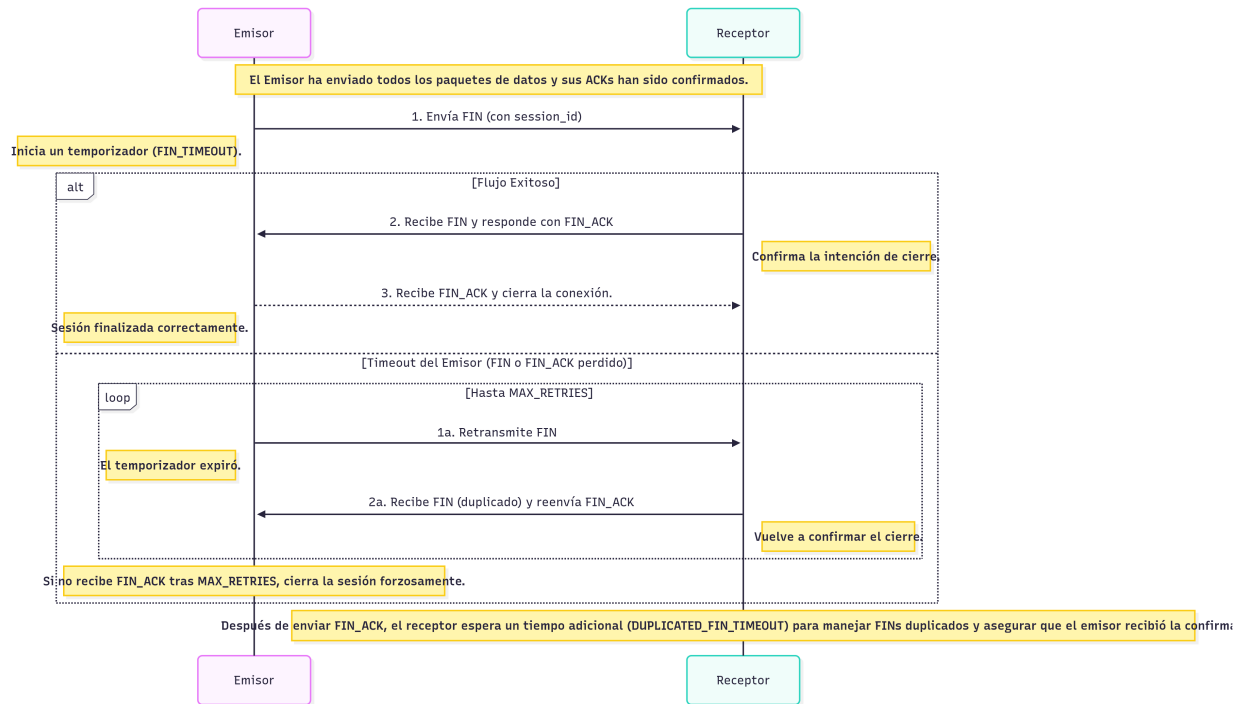 Emisor
Receptor
El Emisor ha enviado todos los paquetes de datos y sus ACKs han sido confirmados.
1. Envía FIN (con session_id)
Inicia un temporizador (FIN_TIMEOUT).
alt
[Flujo Exitoso]
2. Recibe FIN y responde con FIN_ACK
Confirma la intención de cierre.
3. Recibe FIN_ACK y cierra la conexión.
Sesión finalizada correctamente.
[Timeout del Emisor (FIN o FIN_ACK perdido)]
loop
[Hasta MAX_RETRIES]
1a. Retransmite FIN
El temporizador expiró.
2a. Recibe FIN (duplicado) y reenvía FIN_ACK
Vuelve a confirmar el cierre.
Si no recibe FIN_ACK tras MAX_RETRIES, cierra la sesión forzosamente.
Después de enviar FIN_ACK, el receptor espera un tiempo adicional (DUPLICATED_FIN_TIMEOUT) para manejar FINs duplicados y asegurar que el emisor recibió la
Emisor
Receptor